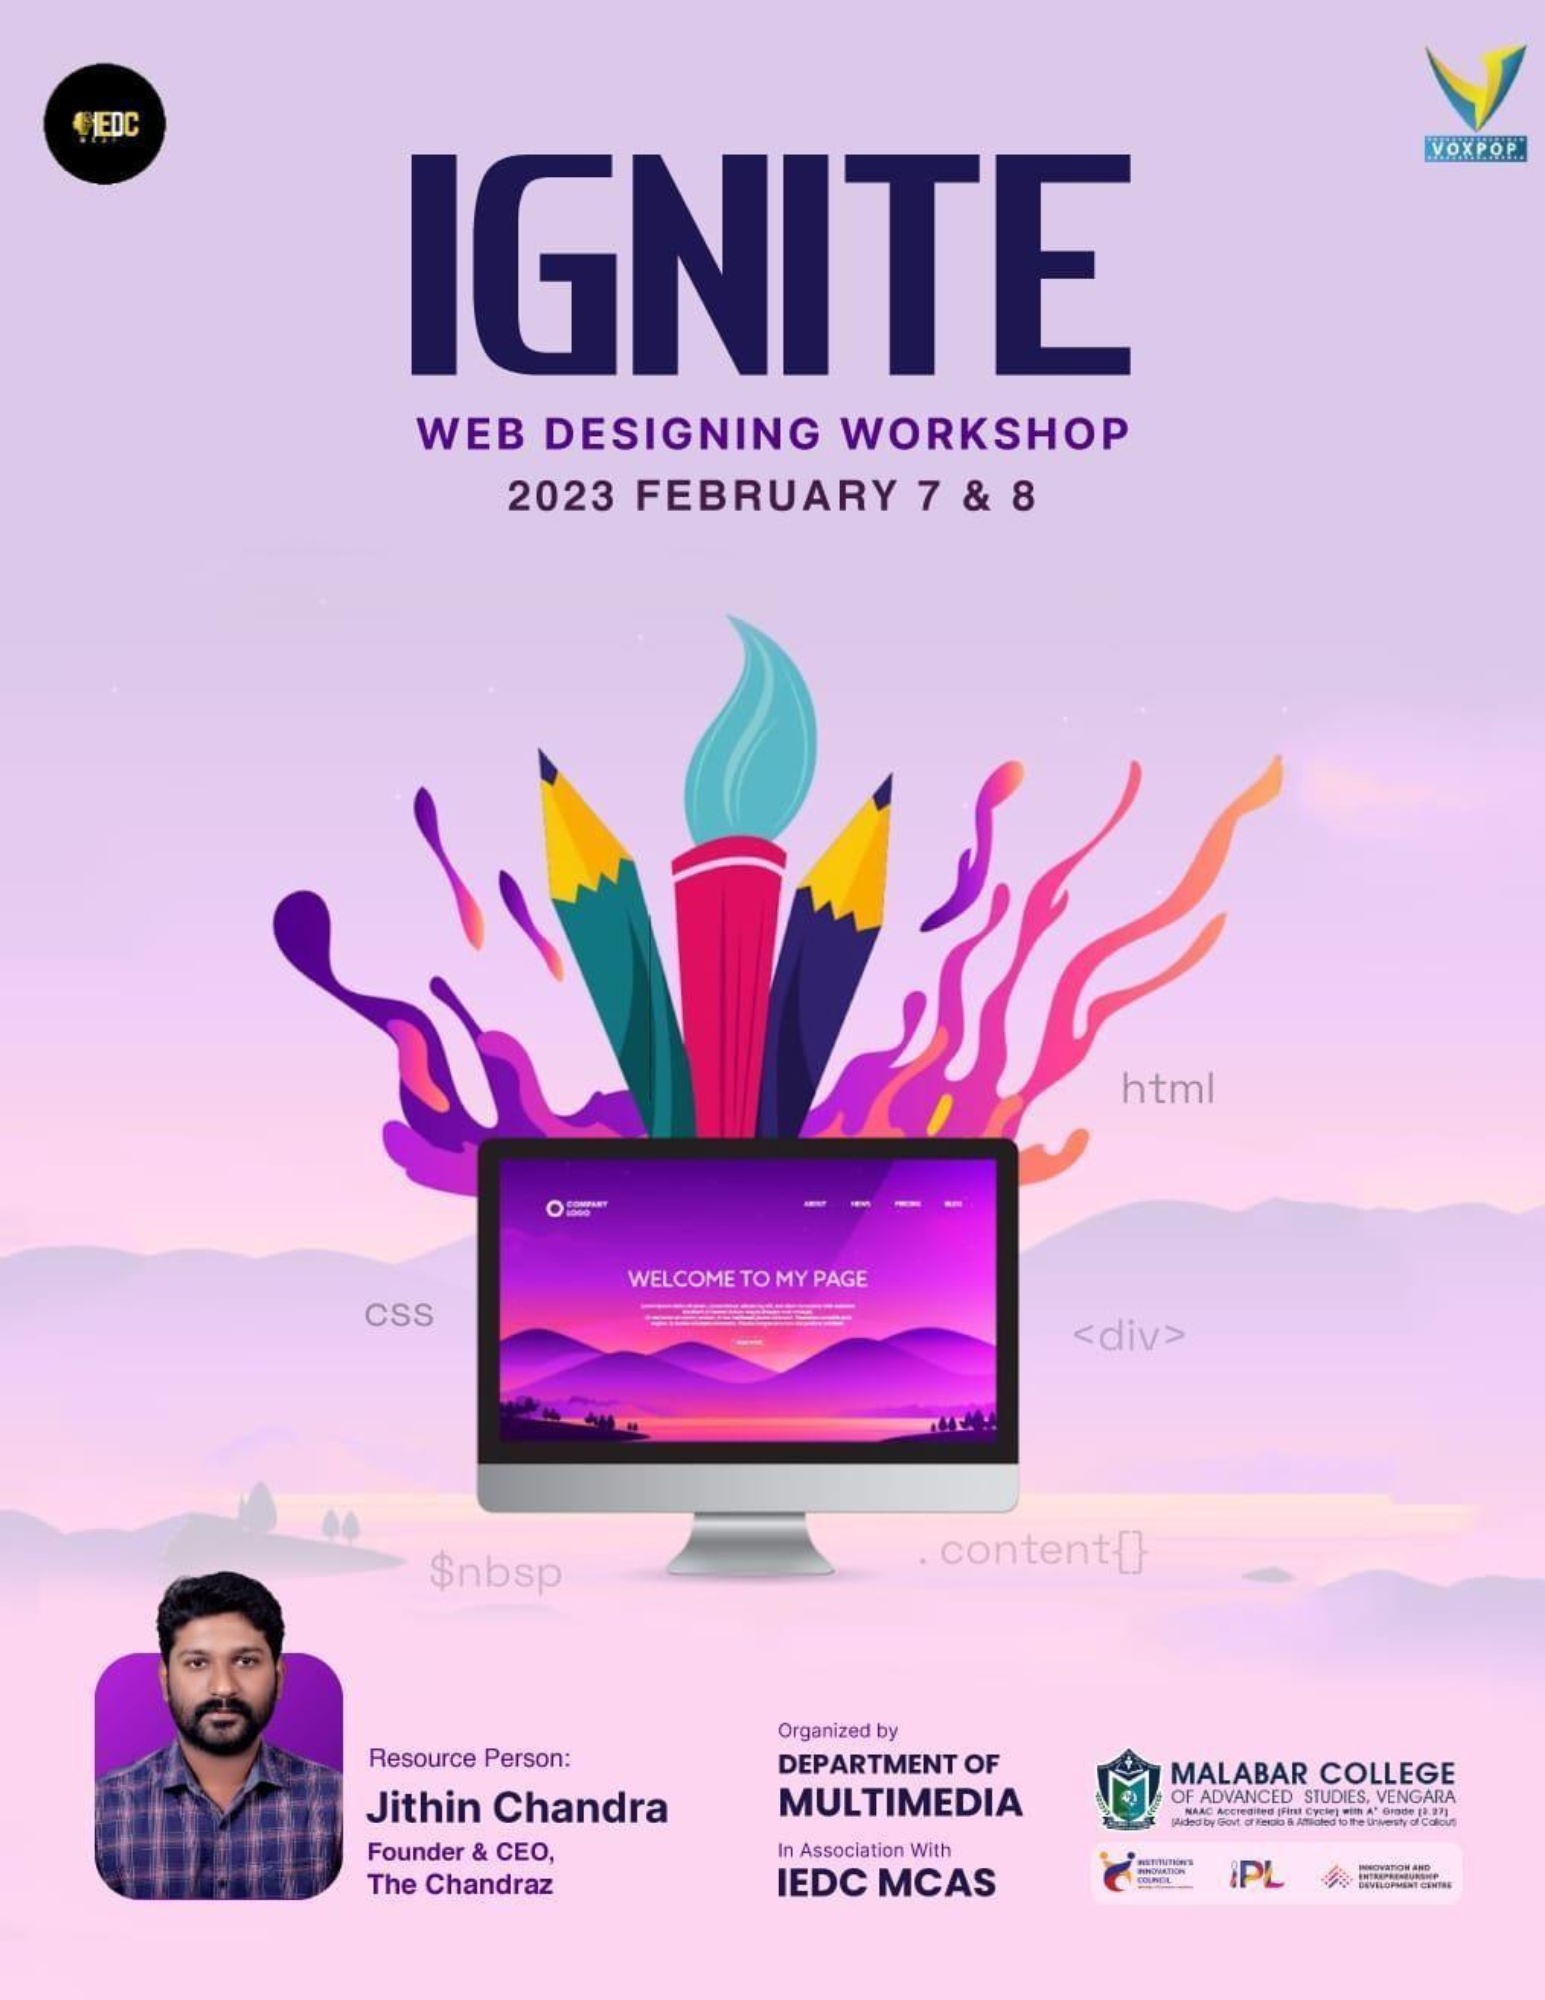 IEDC
VOXPOP
IGNITE
WEB DESIGNING WORKSHOP
2023 FEBRUARY 7 & 8
html
COMPANY
LOGO
ABOUT NEWS PRICING BLOG
WELCOME TO MY PAGE
css
<div>
.content{}
$nbsp
Resource Person:
Jithin Chandra
Founder & CEO,
The Chandraz
Organized by
DEPARTMENT OF
MULTIMEDIA
In Association With
IEDC MCAS
MALABAR COLLEGE
OF ADVANCED STUDIES, VENGARA
NAAC Accredited (First Cycle) with A+ Grade (3.27)
(Aided by Govt. of Kerala & Affiliated to the University of Calicut)
INSTITUTION'S
INNOVATION
COUNCIL
IPL
INNOVATION AND
ENTREPRENEURSHIP
DEVELOPMENT CENTRE